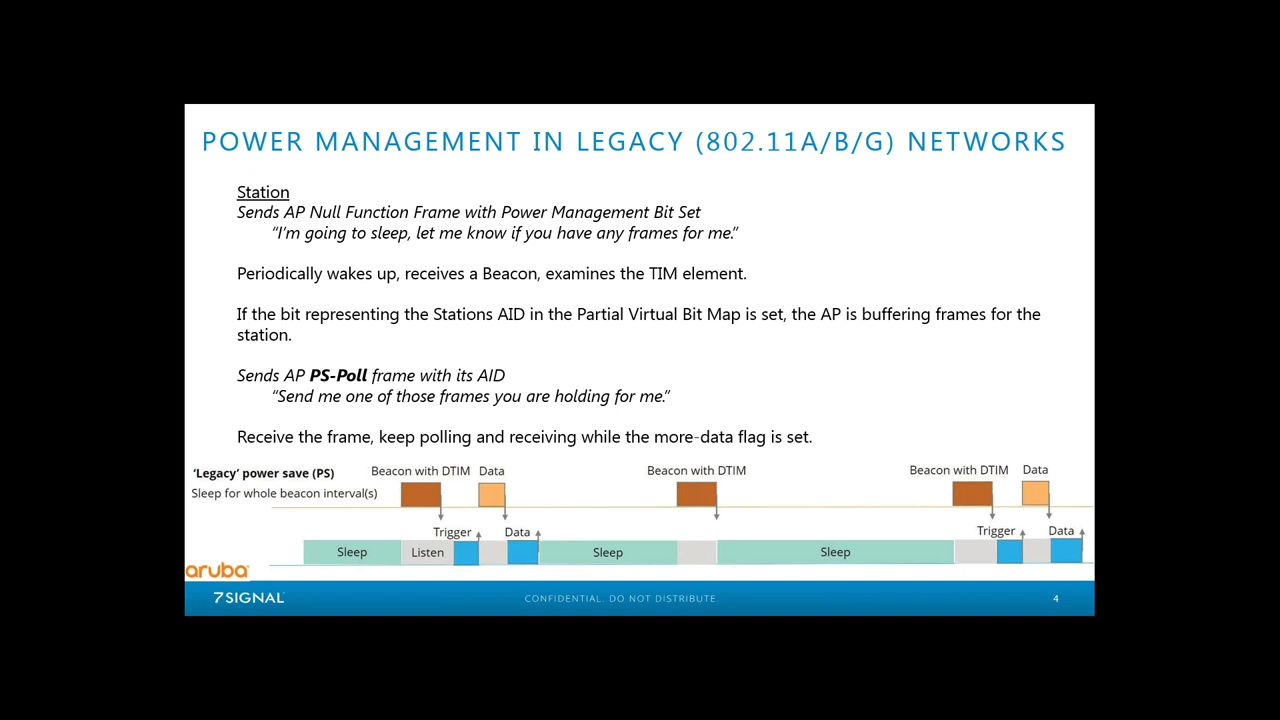 POWER MANAGEMENT IN LEGACY (802.11A/B/G) NETWORKS
Station
Sends AP Null Function Frame with Power Management Bit Set
“I’m going to sleep, let me know if you have any frames for me.”
Periodically wakes up, receives a Beacon, examines the TIM element.
If the bit representing the Stations AID in the Partial Virtual Bit Map is set, the AP is buffering frames for the
station.
Sends AP PS-Poll frame with its AID
“Send me one of those frames you are holding for me.”
Receive the frame, keep polling and receiving while the more-data flag is set.
‘Legacy’ power save (PS)
Sleep for whole beacon interval(s)
Beacon with DTIM Data Beacon with DTIM Beacon with DTIM Data
Trigger Data Trigger Data
Sleep Listen Sleep Sleep
aruba
7SIGNAL
CONFIDENTIAL. DO NOT DISTRIBUTE.
4